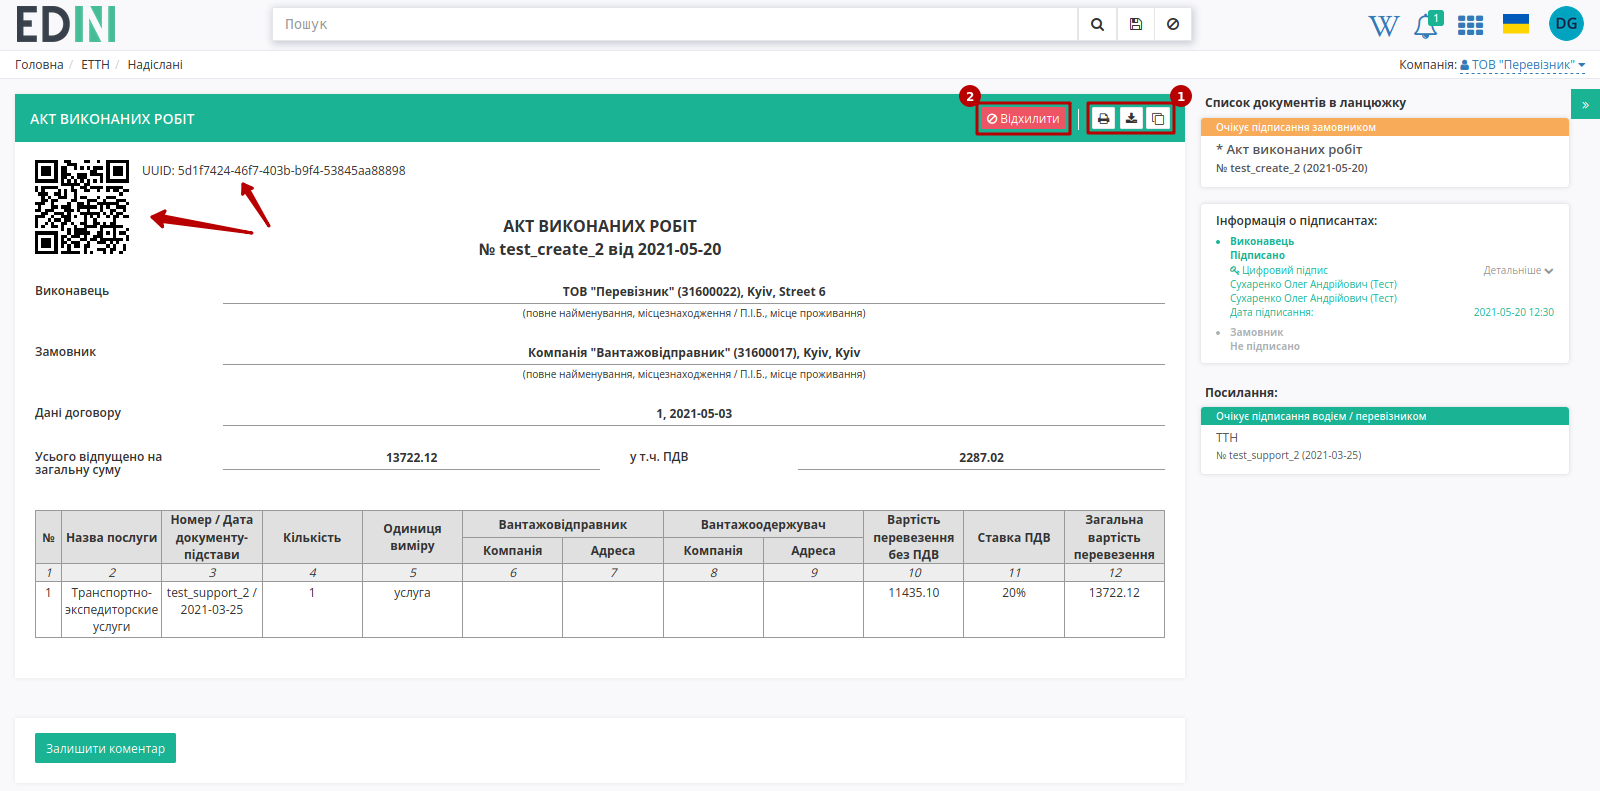 EDIN
Пошук
1
DG
Головна / ЕТТН / Надіслані
Компанія: ТОВ "Перевізник"
АКТ ВИКОНАНИХ РОБІТ
2
Відхилити
1
UUID: 5d1f7424-46f7-403b-b9f4-53845aa88898
АКТ ВИКОНАНИХ РОБІТ
№ test_create_2 від 2021-05-20
Виконавець
ТОВ "Перевізник" (31600022), Kyiv, Street 6
(повне найменування, місцезнаходження / П.І.Б., місце проживання)
Замовник
Компанія "Вантажовідправник" (31600017), Kyiv, Kyiv
(повне найменування, місцезнаходження / П.І.Б., місце проживання)
Дані договору
1, 2021-05-03
Усього відпущено на
загальну суму
13722.12
у т.ч. ПДВ
2287.02
№
Назва послуги
Номер / Дата
документу-
підстави
Кількість
Одиниця
виміру
Вантажовідправник
Компанія
Адреса
Вантажоодержувач
Компанія
Адреса
Вартість
перевезення
без ПДВ
Ставка ПДВ
Загальна
вартість
перевезення
1 2 3 4 5 6 7 8 9 10 11 12
1
Транспортно-
экспедиторские
услуги
test_support_2 /
2021-03-25
1
услуга
11435.10
20%
13722.12
Залишити коментар
»
Список документів в ланцюжку
Очікує підписання замовником
* Акт виконаних робіт
№ test_create_2 (2021-05-20)
Інформація о підписантах:
Виконавець
Підписано
Цифровий підпис
Детальніше
Сухаренко Олег Андрійович (Тест)
Сухаренко Олег Андрійович (Тест)
Дата підписання: 2021-05-20 12:30
Замовник
Не підписано
Посилання:
Очікує підписання водієм / перевізником
ТТН
№ test_support_2 (2021-03-25)